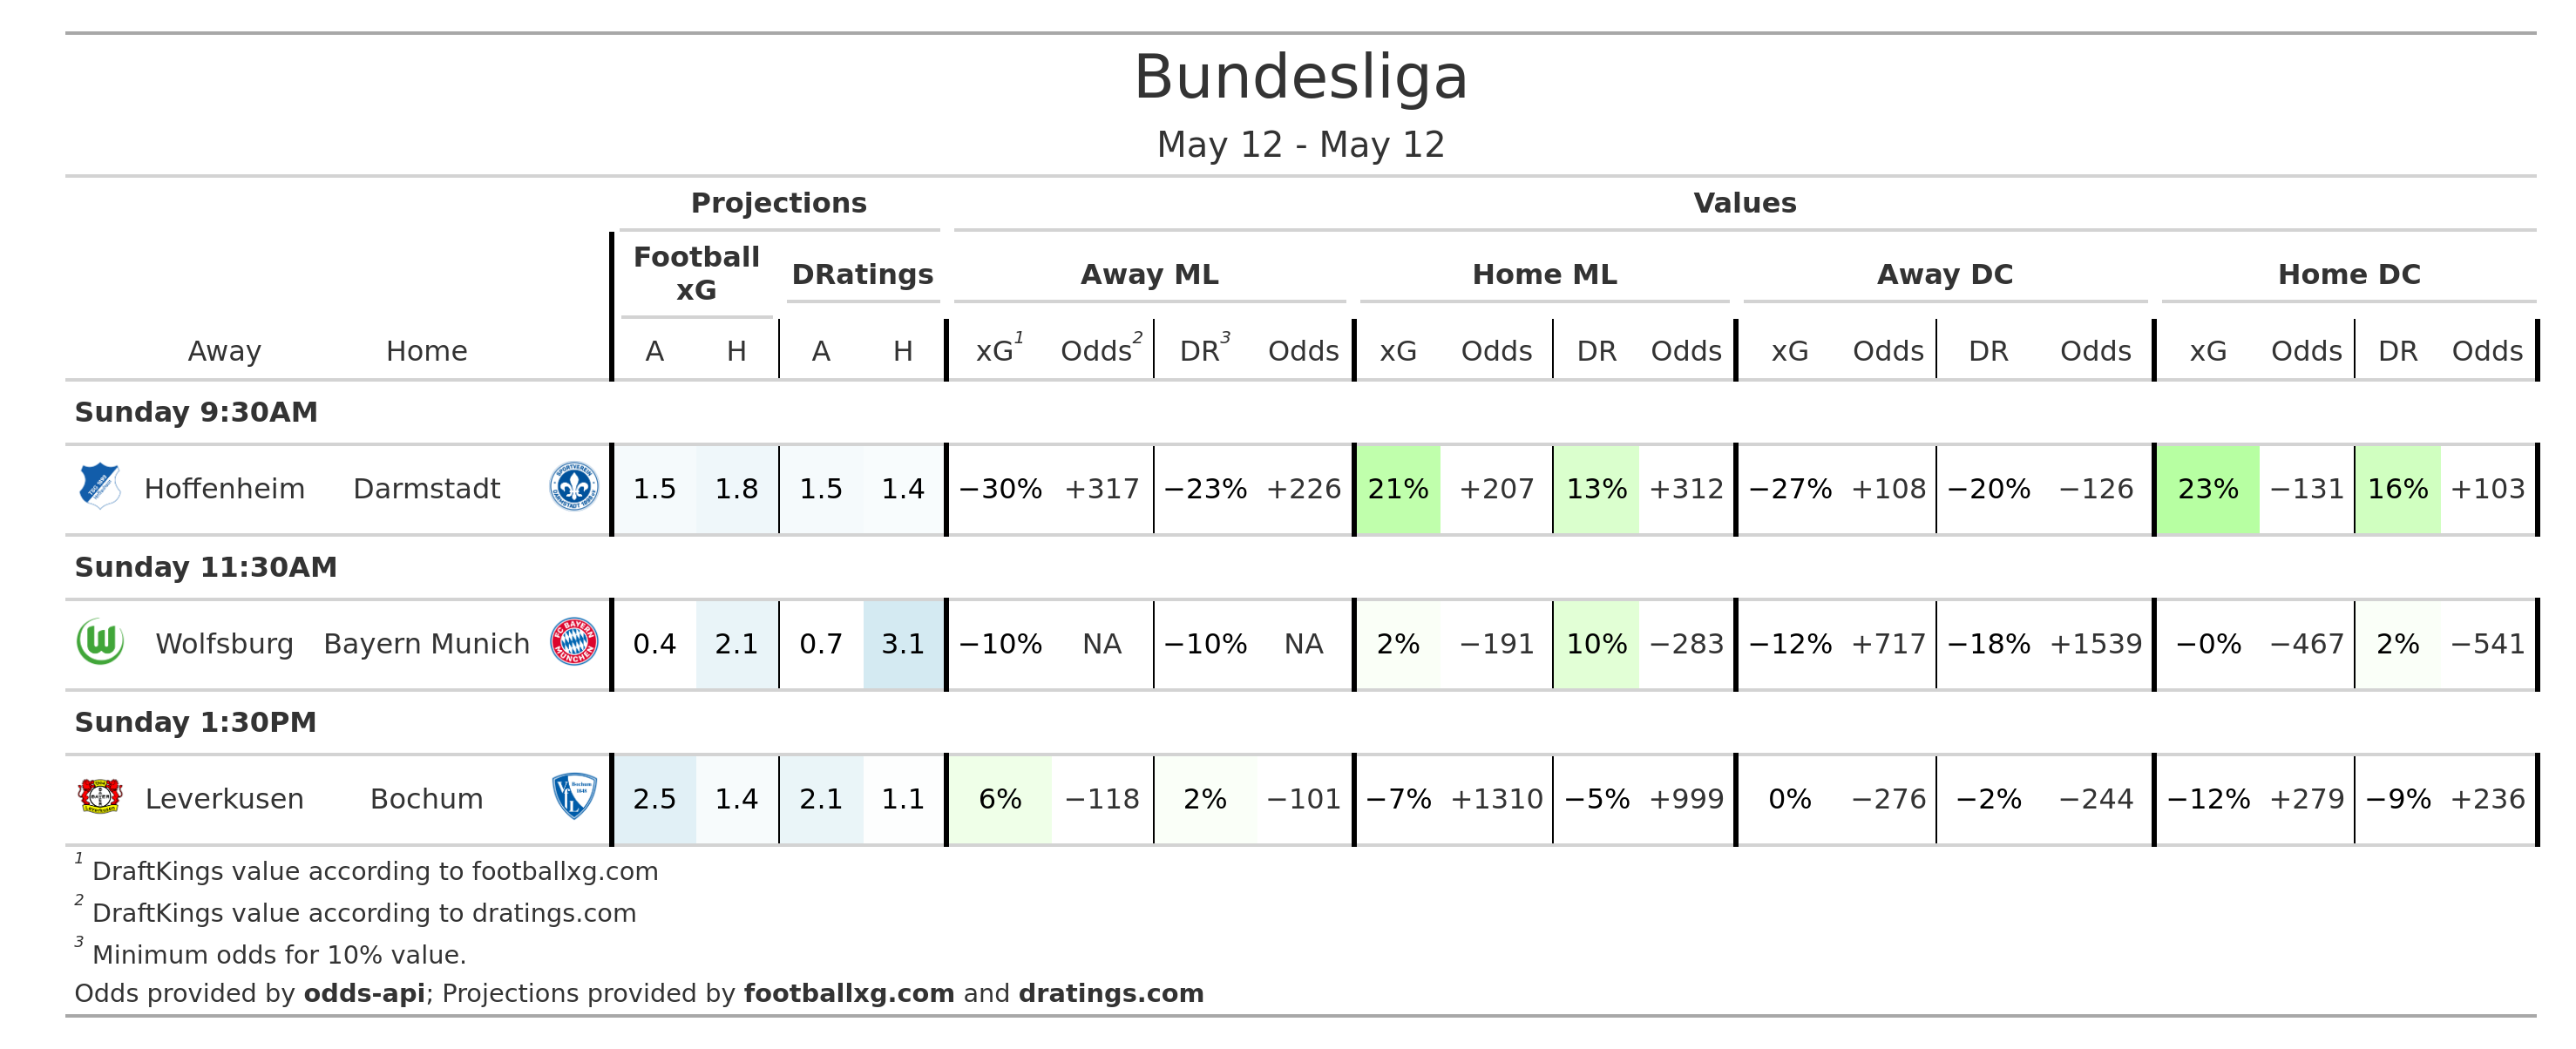 Bundesliga
May 12 - May 12
Projections Values
Football xG DRatings Away ML Home ML Away DC Home DC
Away Home A H A H xG1 Odds2 DR3 Odds xG Odds DR Odds xG Odds DR Odds xG Odds DR Odds
Sunday 9:30AM
Hoffenheim Darmstadt 1.5 1.8 1.5 1.4 −30% +317 −23% +226 21% +207 13% +312 −27% +108 −20% −126 23% −131 16% +103
Sunday 11:30AM
Wolfsburg Bayern Munich 0.4 2.1 0.7 3.1 −10% NA −10% NA 2% −191 10% −283 −12% +717 −18% +1539 −0% −467 2% −541
Sunday 1:30PM
Leverkusen Bochum 2.5 1.4 2.1 1.1 6% −118 2% −101 −7% +1310 −5% +999 0% −276 −2% −244 −12% +279 −9% +236
1 DraftKings value according to footballxg.com
2 DraftKings value according to dratings.com
3 Minimum odds for 10% value.
Odds provided by odds-api; Projections provided by footballxg.com and dratings.com